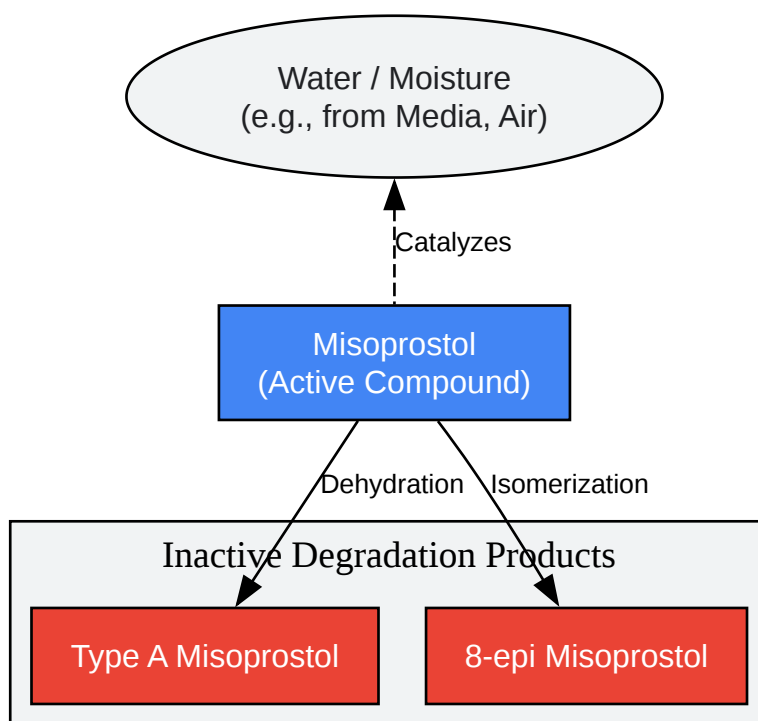 Water / Moisture
(e.g., from Media, Air)
Catalyzes
Misoprostol
(Active Compound)
Dehydration
Isomerization
Inactive Degradation Products
Type A Misoprostol
8-epi Misoprostol